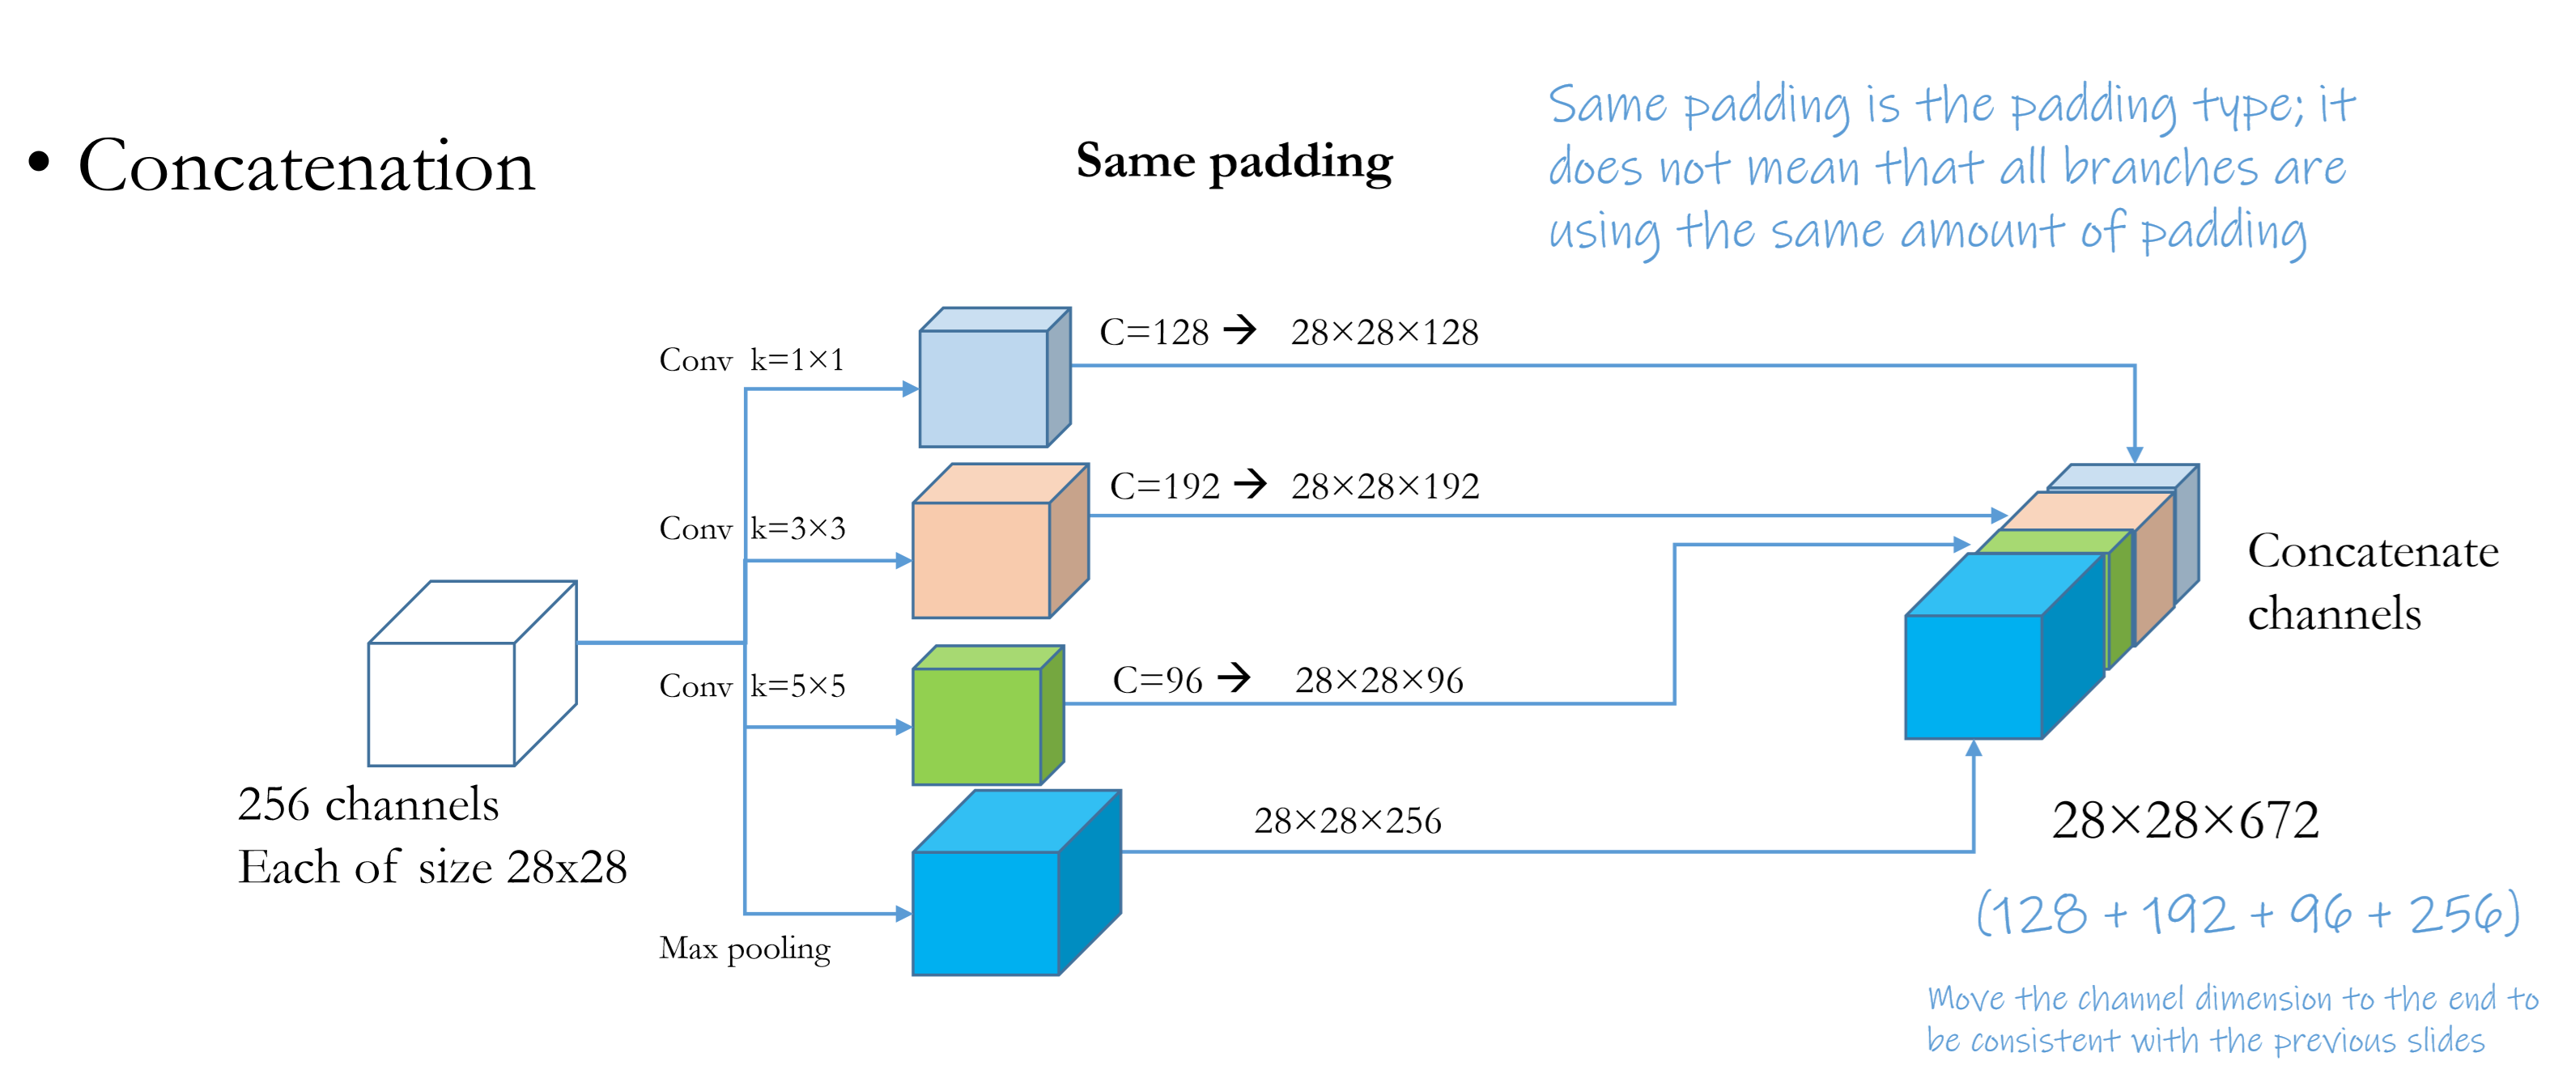 • Concatenation
Same padding
Same padding is the padding type; it
does not mean that all branches are
using the same amount of padding
Conv k=1×1
C=128 → 28×28×128
Conv k=3×3
C=192 → 28×28×192
Conv k=5×5
C=96 → 28×28×96
Max pooling
28×28×256
256 channels
Each of size 28x28
Concatenate
channels
28×28×672
(128 + 192 + 96 + 256)
Move the channel dimension to the end to
be consistent with the previous slides